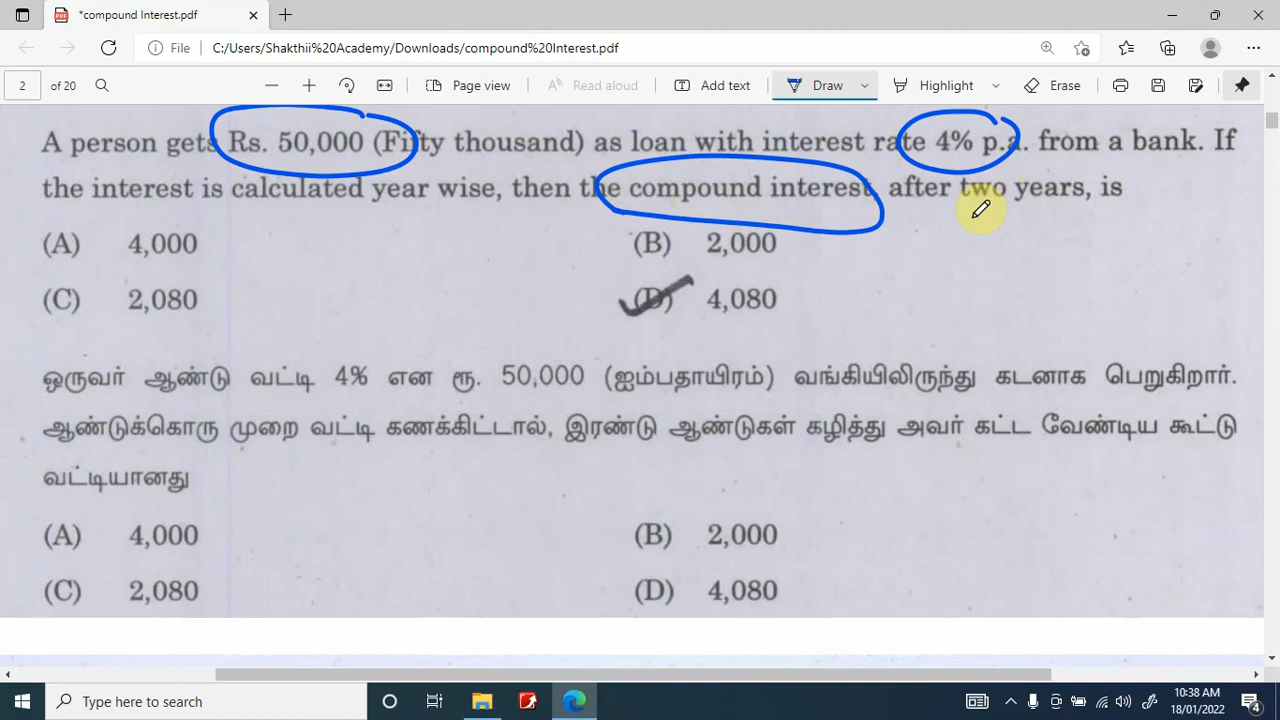 *compound Interest.pdf
File C:/Users/Shakthii%20Academy/Downloads/compound%20Interest.pdf
2 of 20 Page view Read aloud Add text Draw Highlight Erase
A person gets Rs. 50,000 (Fifty thousand) as loan with interest rate 4% p.a. from a bank. If
the interest is calculated year wise, then the compound interest, after two years, is
(A) 4,000 (B) 2,000
(C) 2,080 (D) 4,080
ஒருவர் ஆண்டு வட்டி 4% என ரூ. 50,000 (ஐம்பதாயிரம்) வங்கியிலிருந்து கடனாக பெறுகிறார்.
ஆண்டுக்கொரு முறை வட்டி கணக்கிட்டால், இரண்டு ஆண்டுகள் கழித்து அவர் கட்ட வேண்டிய கூட்டு
வட்டியானது
(A) 4,000 (B) 2,000
(C) 2,080 (D) 4,080
Type here to search
10:38 AM
18/01/2022
4